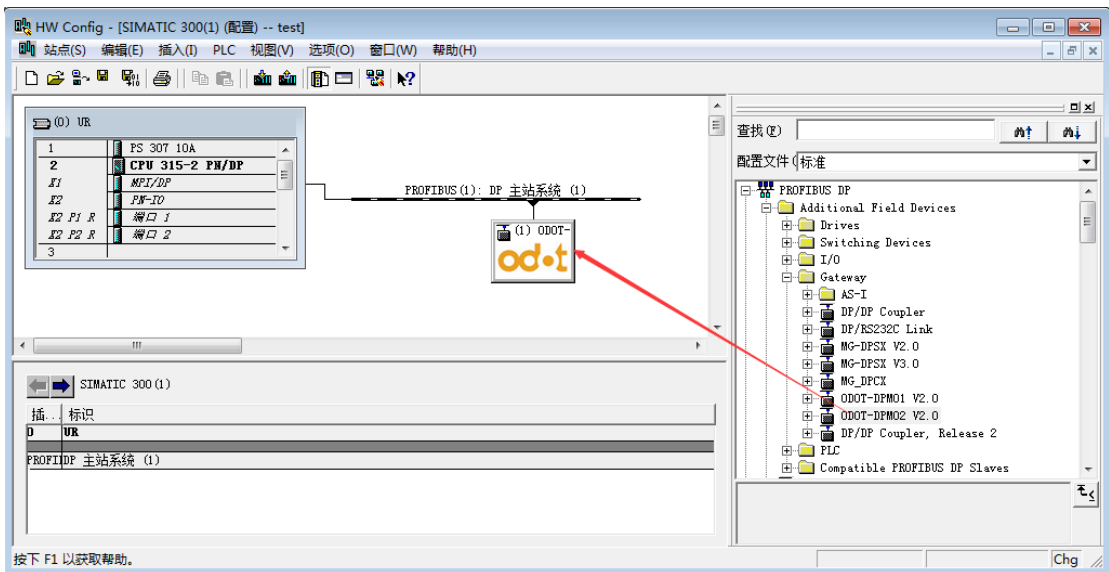 HW Config - [SIMATIC 300(1) (配置) -- test]
站点(S) 编辑(E) 插入(I) PLC 视图(V) 选项(O) 窗口(W) 帮助(H)
(0) UR
1 PS 307 10A
2 CPU 315-2 PN/DP
X1 MPI/DP
X2 PN-IO
X2 P1 R 端口 1
X2 P2 R 端口 2
3
PROFIBUS(1): DP 主站系统 (1)
(1) ODOT-
odot
SIMATIC 300(1)
插... 标识
0 UR
PROFI DP 主站系统 (1)
查找(F)
配置文件( 标准
PROFIBUS DP
Additional Field Devices
Drives
Switching Devices
I/O
Gateway
AS-I
DP/DP Coupler
DP/RS232C Link
MG-DPSX V2.0
MG-DPSX V3.0
MG_DPCX
ODOT-DPM01 V2.0
ODOT-DPM02 V2.0
DP/DP Coupler, Release 2
PLC
Compatible PROFIBUS DP Slaves
按下 F1 以获取帮助。
Chg